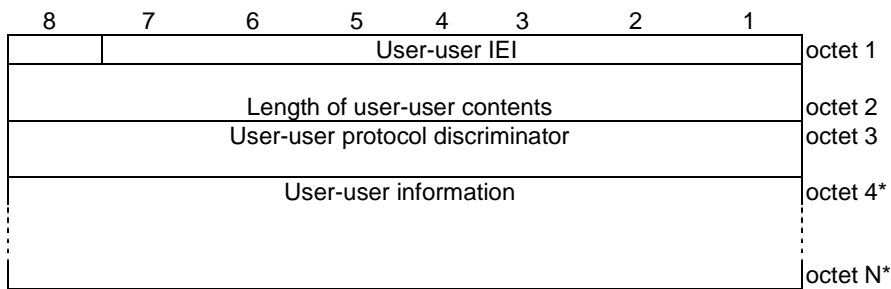 8 7 6 5 4 3 2 1
User-user IEI octet 1
Length of user-user contents octet 2
User-user protocol discriminator octet 3
User-user information octet 4*
octet N*